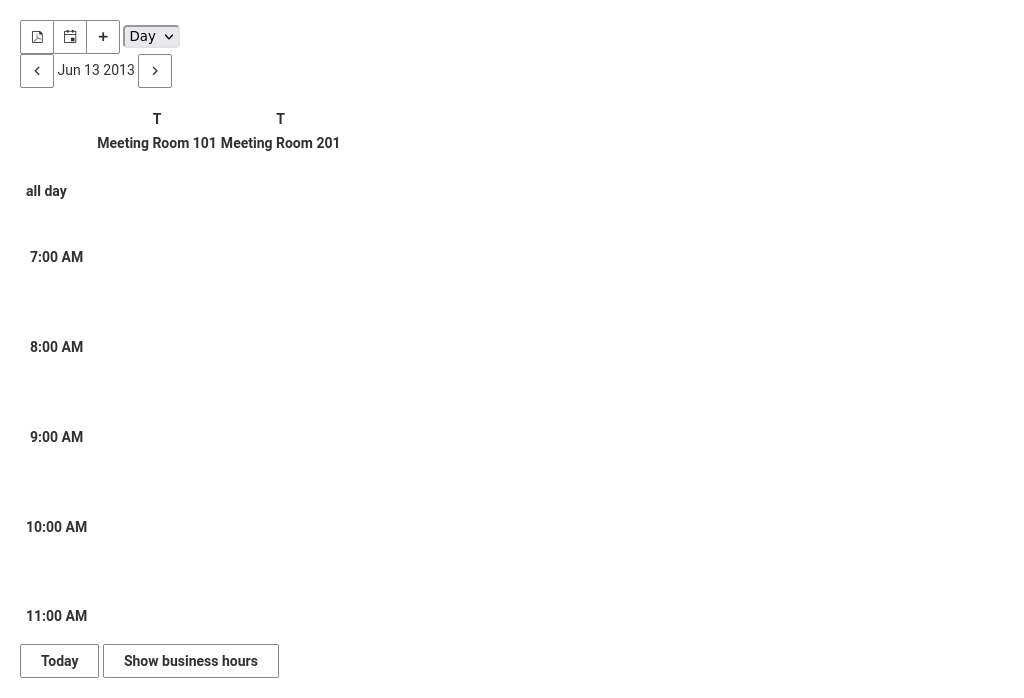 Day
Jun 13 2013
T T
Meeting Room 101 Meeting Room 201
all day
7:00 AM
8:00 AM
9:00 AM
10:00 AM
11:00 AM
Today Show business hours